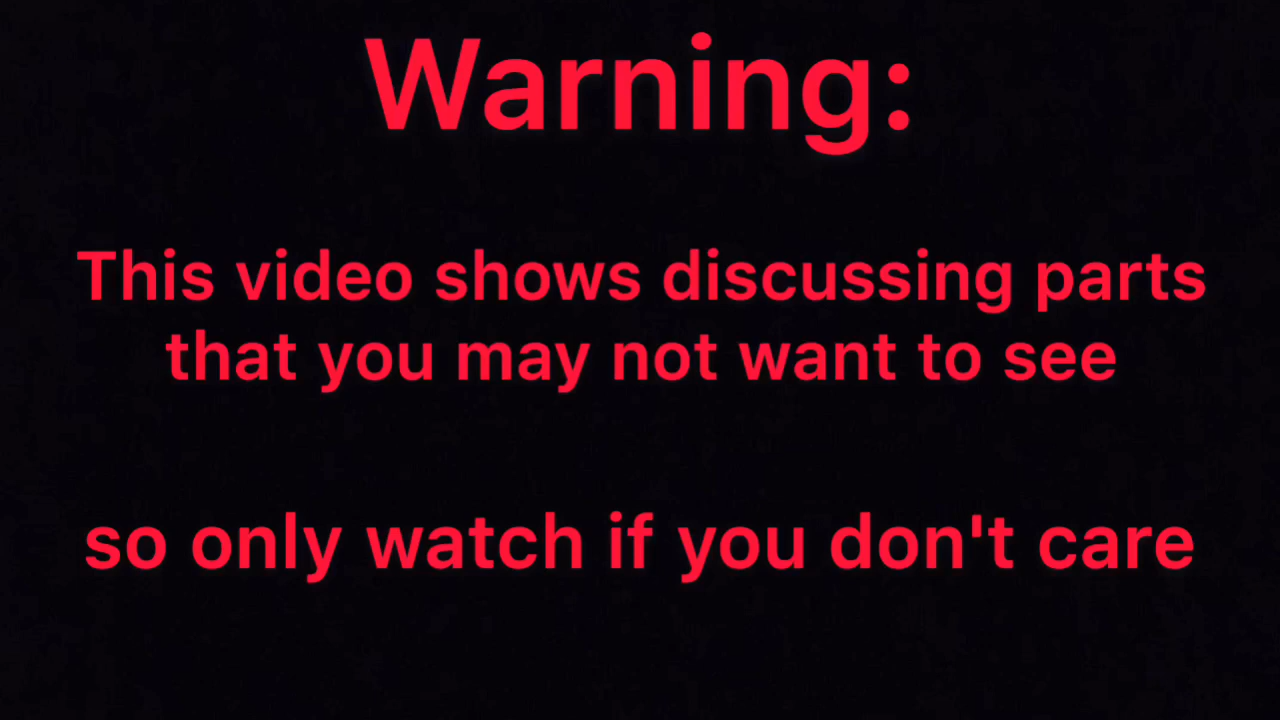 Warning:
This video shows discussing parts
that you may not want to see
so only watch if you don't care